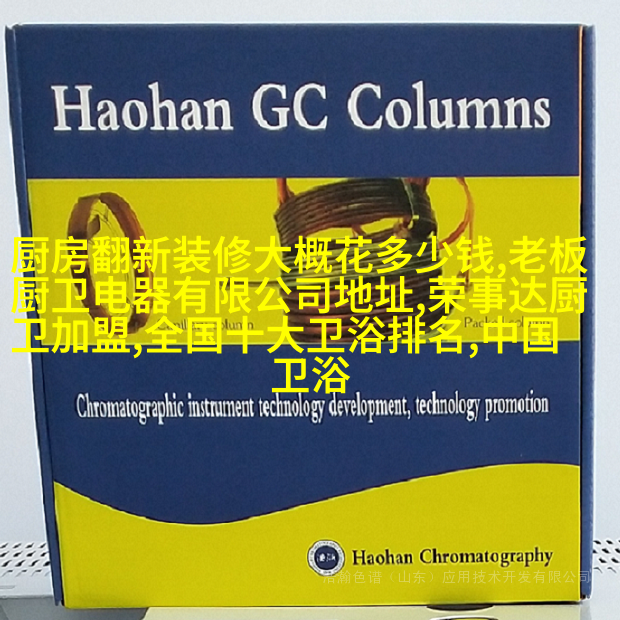 Haohan GC Columns
厨房翻新装修大概花多少钱,老板
厨卫电器有限公司地址,荣事达厨
卫加盟,全国十大卫浴排名,中国
卫浴
Column
Packed column
Chromatographic instrument technology development, technology promotion
Haohan Chromatography
浩瀚色谱（山东）应用技术开发有限公司